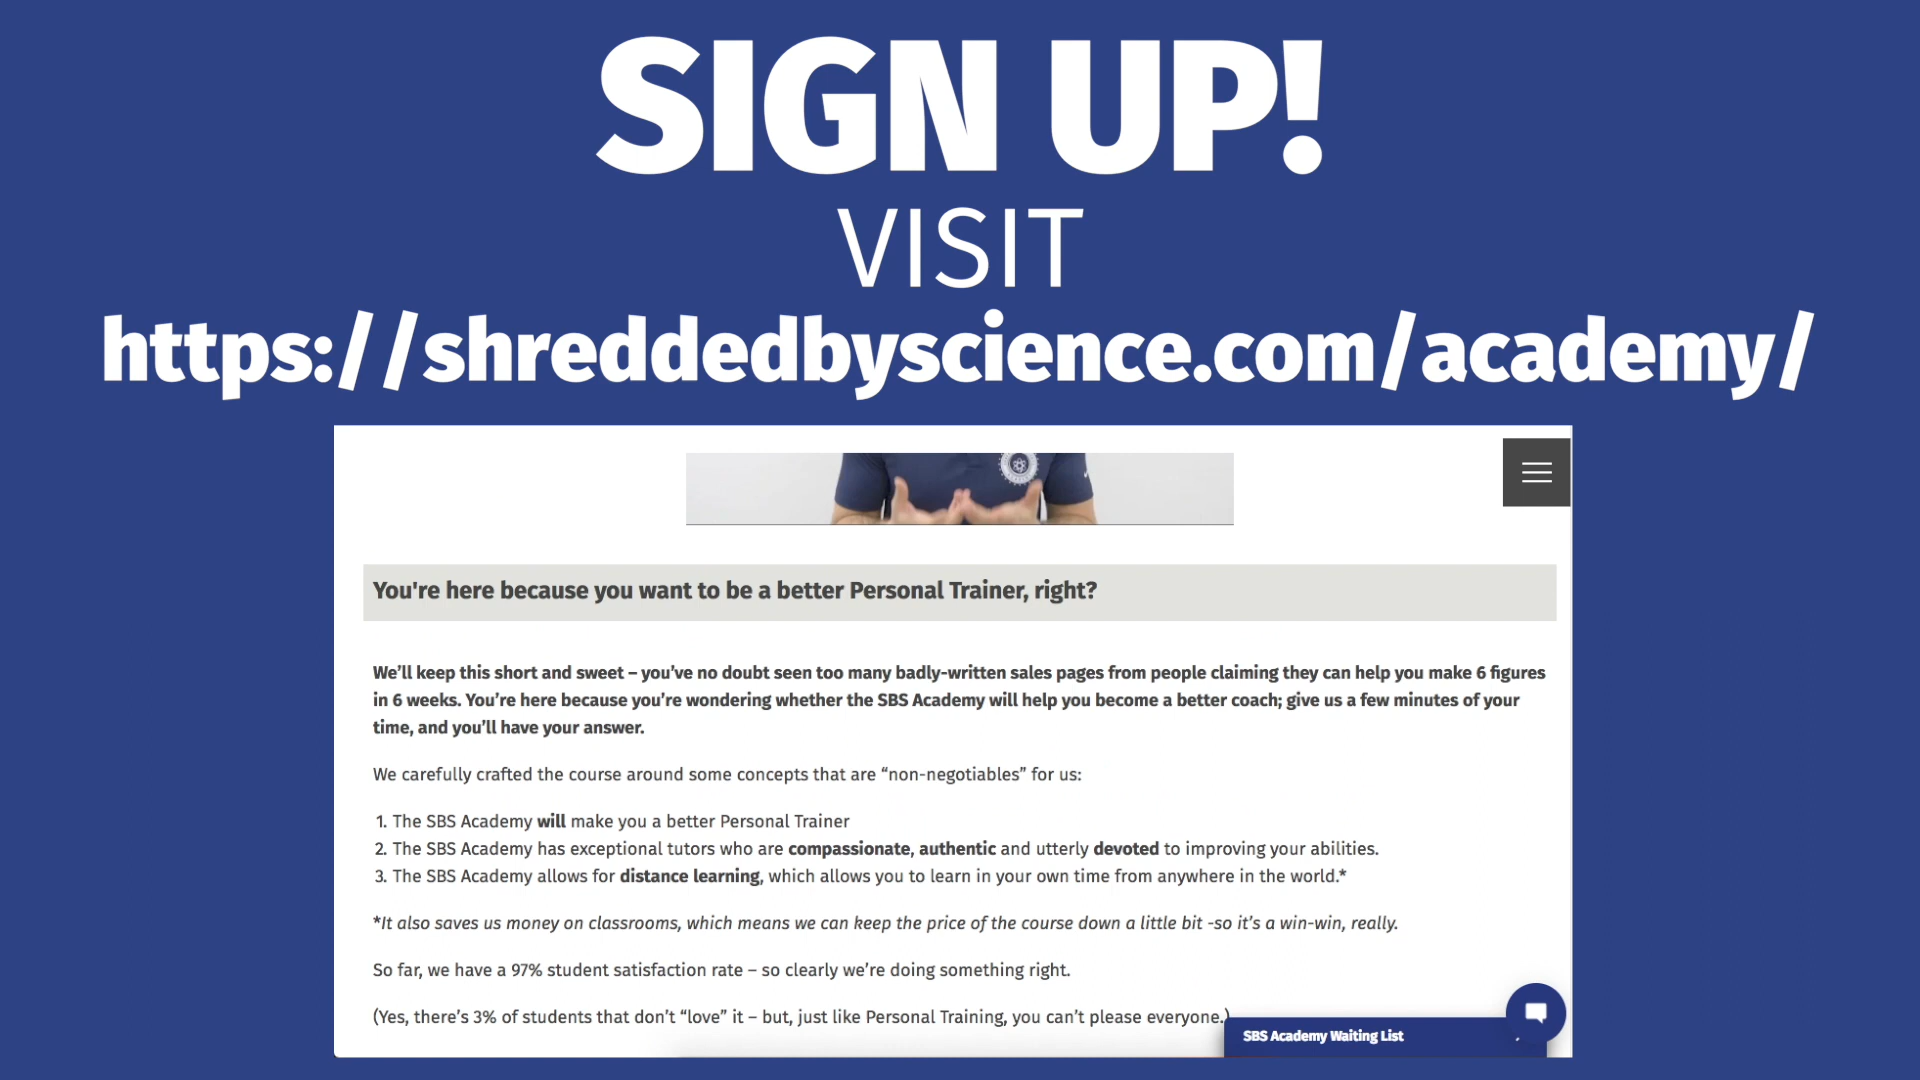 SIGN UP!
VISIT
https://shreddedbyscience.com/academy/
You're here because you want to be a better Personal Trainer, right?
We’ll keep this short and sweet – you’ve no doubt seen too many badly-written sales pages from people claiming they can help you make 6 figures
in 6 weeks. You’re here because you’re wondering whether the SBS Academy will help you become a better coach; give us a few minutes of your
time, and you’ll have your answer.
We carefully crafted the course around some concepts that are “non-negotiables” for us:
1. The SBS Academy will make you a better Personal Trainer
2. The SBS Academy has exceptional tutors who are compassionate, authentic and utterly devoted to improving your abilities.
3. The SBS Academy allows for distance learning, which allows you to learn in your own time from anywhere in the world.*
*It also saves us money on classrooms, which means we can keep the price of the course down a little bit -so it’s a win-win, really.
So far, we have a 97% student satisfaction rate – so clearly we’re doing something right.
(Yes, there’s 3% of students that don’t “love” it – but, just like Personal Training, you can’t please everyone.)
SBS Academy Waiting List